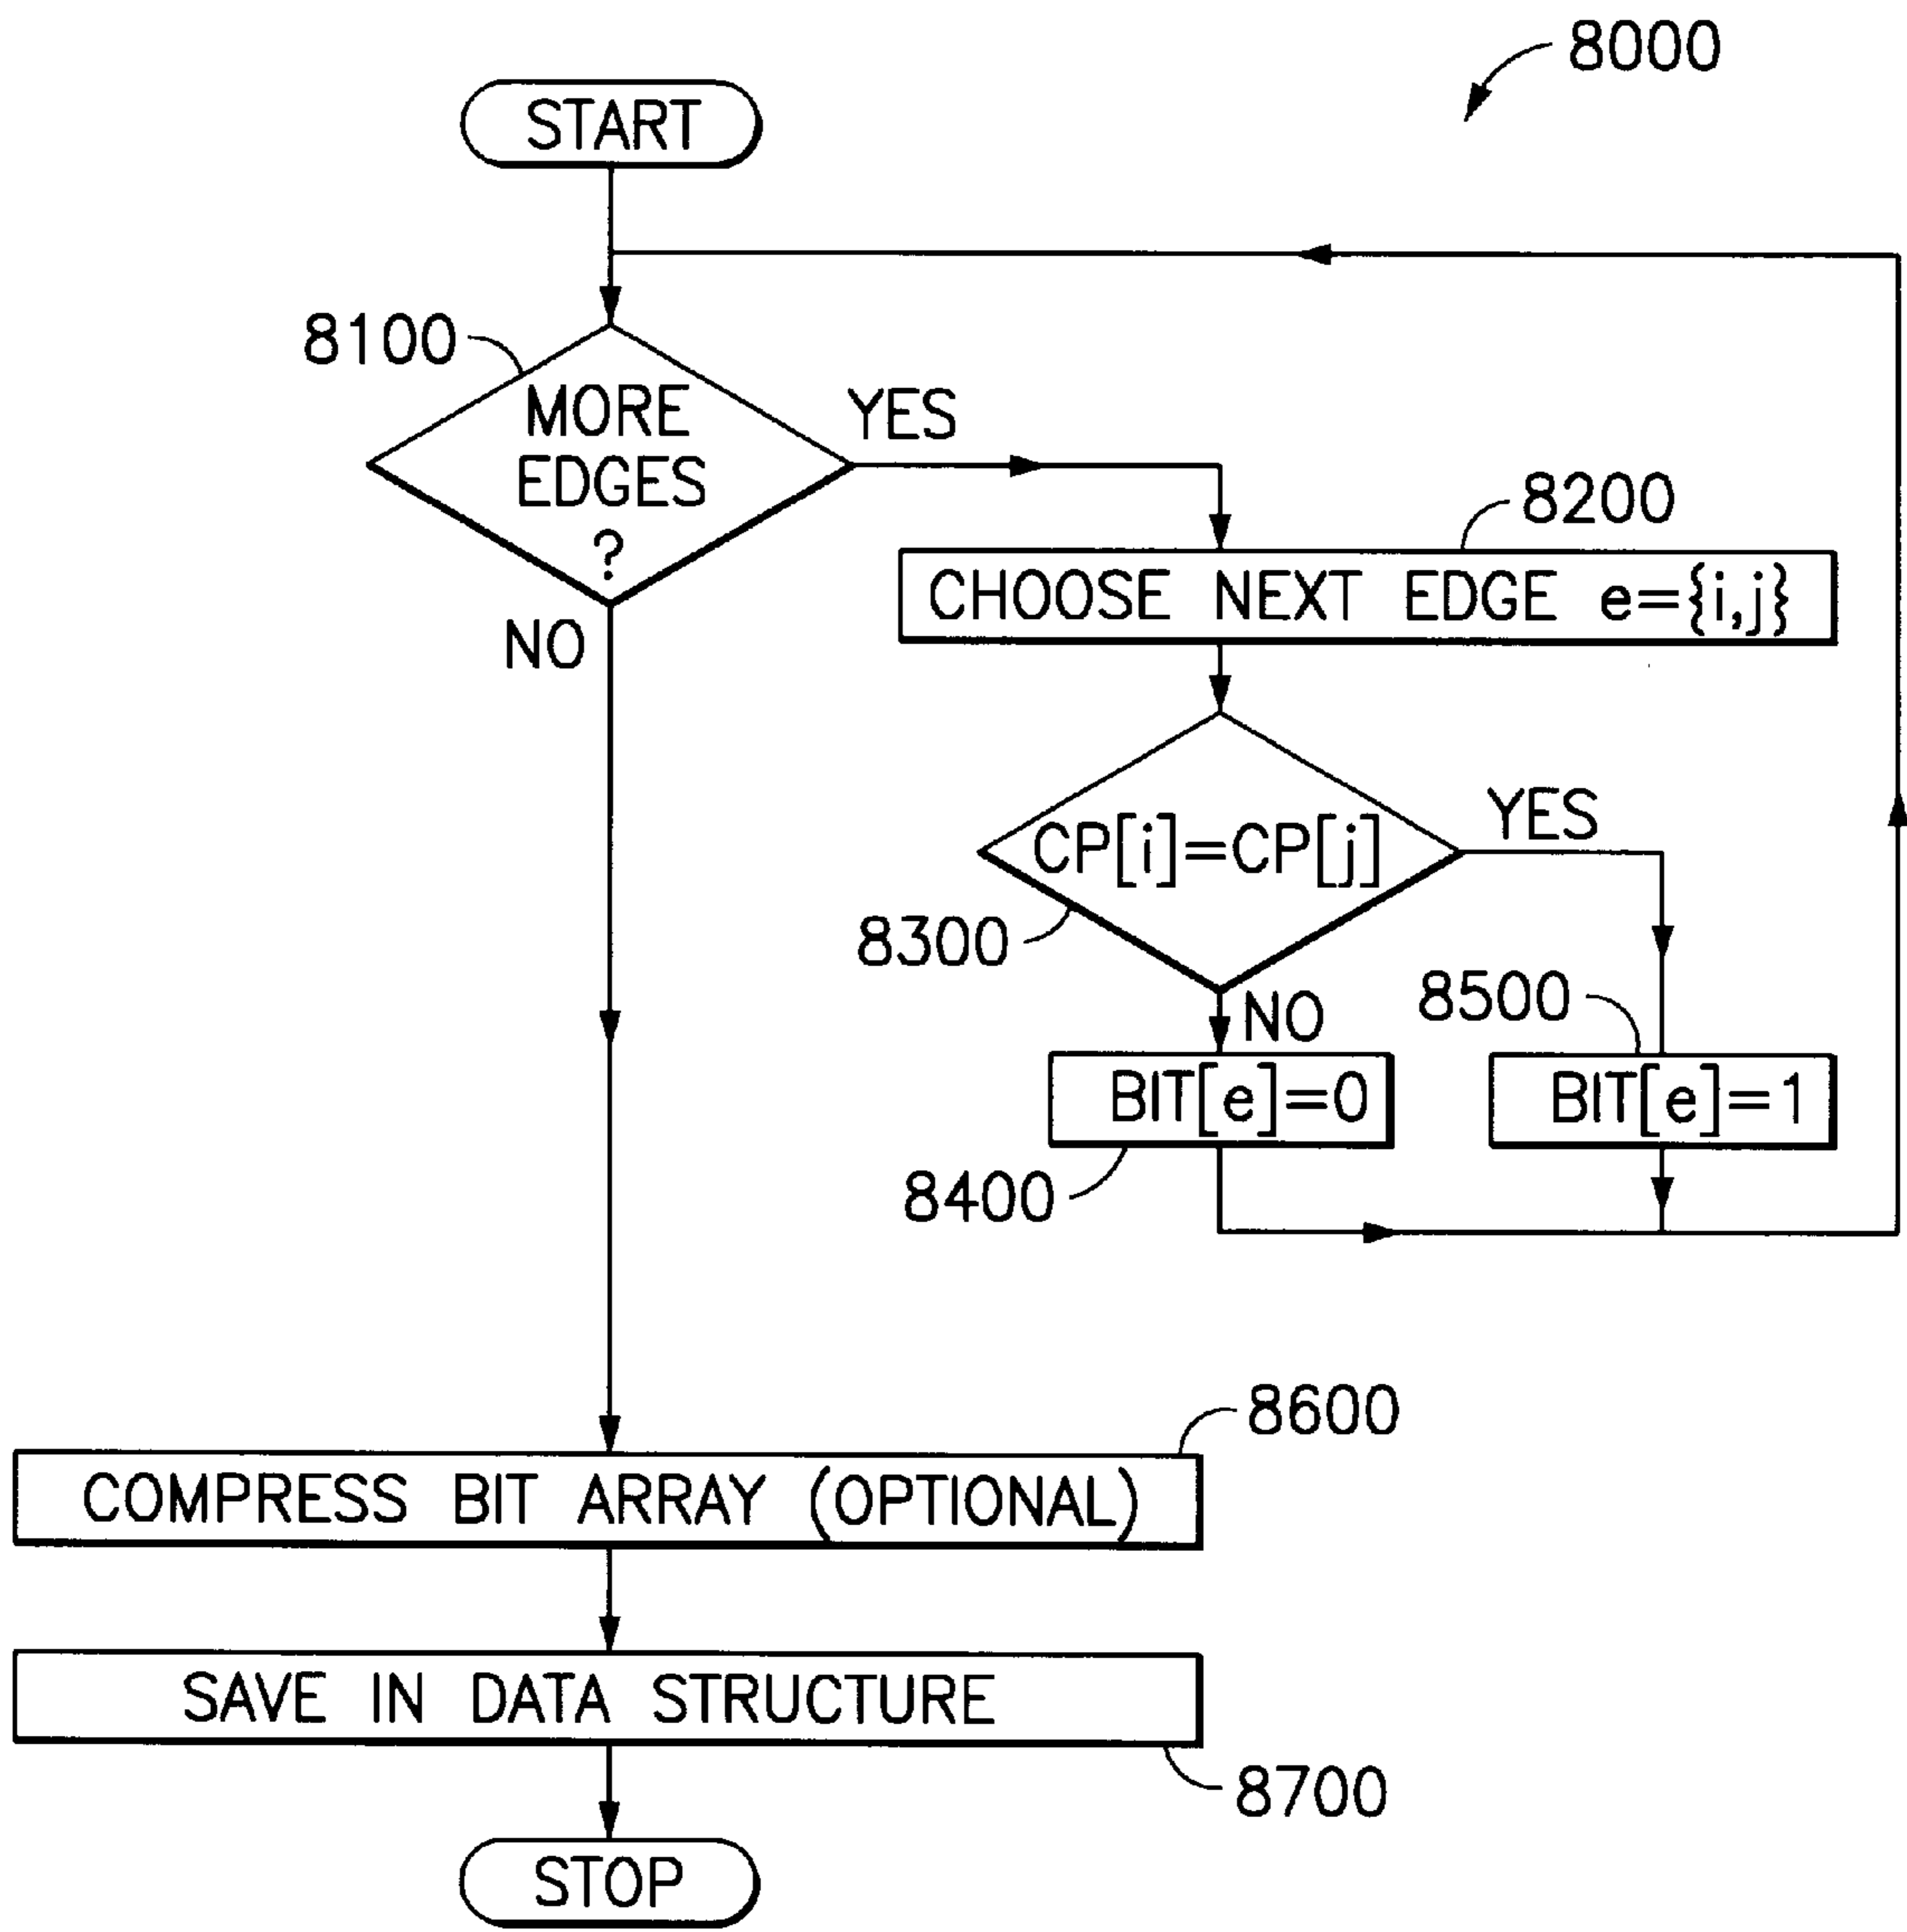 8000
START
8100
MORE
EDGES
?
YES
NO
8200
CHOOSE NEXT EDGE e={i,j}
CP[i]=CP[j]
YES
8300
NO
8500
BIT[e]=0
BIT[e]=1
8400
8600
COMPRESS BIT ARRAY (OPTIONAL)
SAVE IN DATA STRUCTURE
8700
STOP